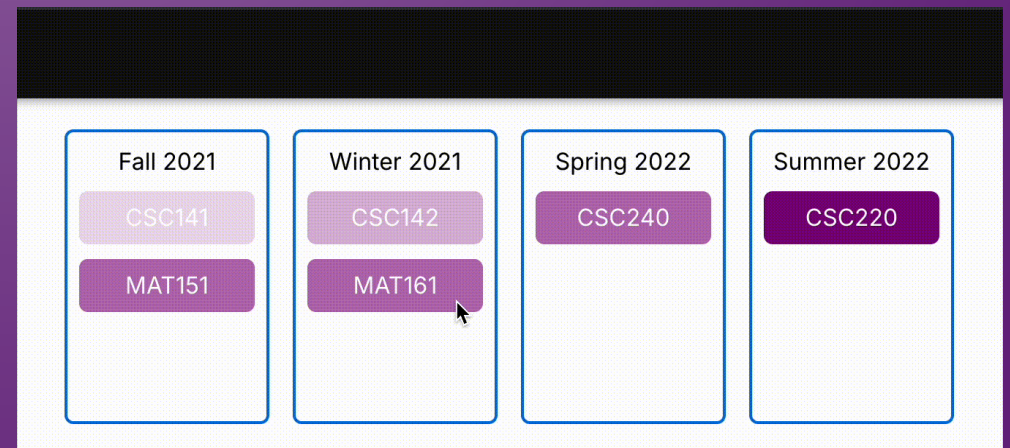 Fall 2021
CSC141
MAT151
Winter 2021
CSC142
MAT161
Spring 2022
CSC240
Summer 2022
CSC220